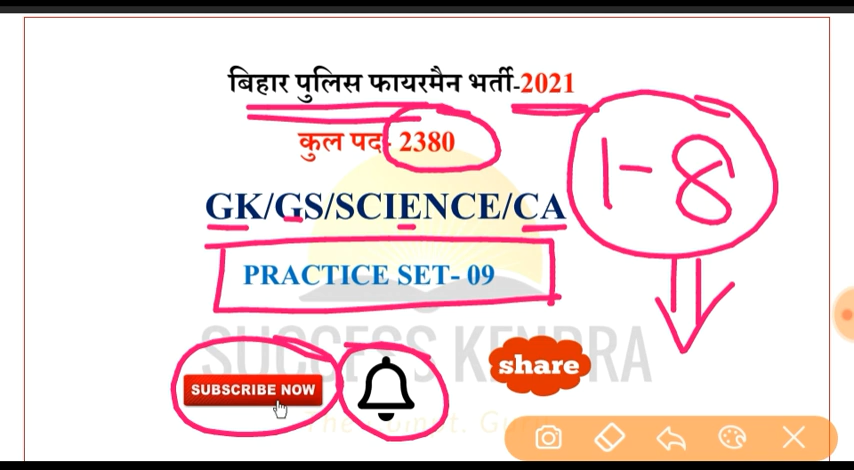 बिहार पुलिस फायरमैन भर्ती-2021
कुल पद- 2380
1-8
GK/GS/SCIENCE/CA
PRACTICE SET- 09
SUCCESS KENDRA
SUBSCRIBE NOW
share